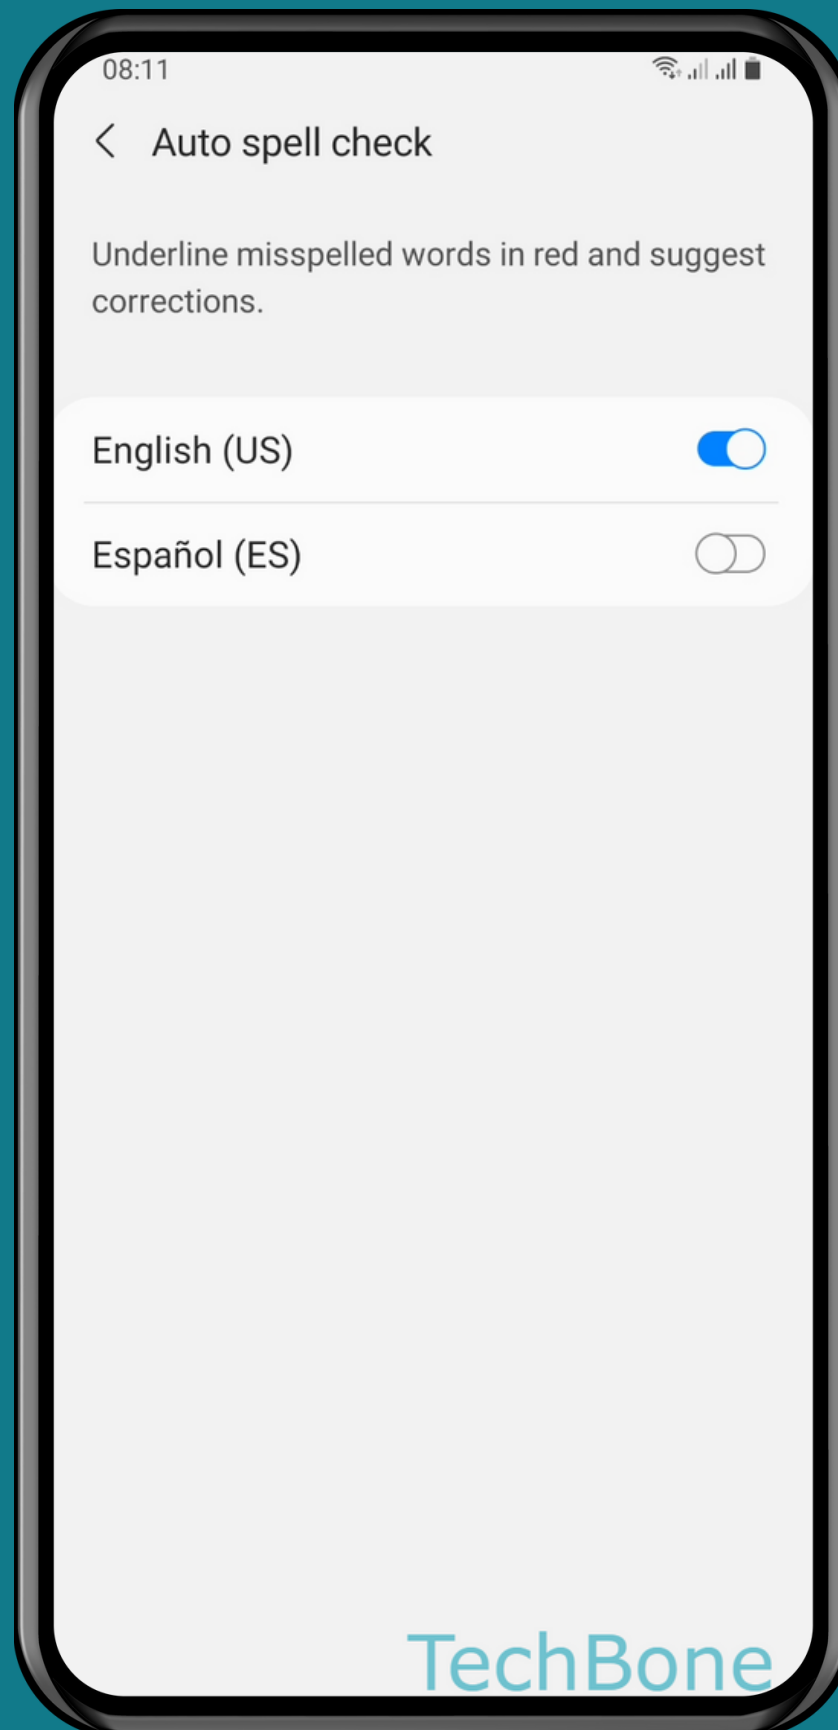 08:11
Auto spell check
Underline misspelled words in red and suggest
corrections.
English (US)
Español (ES)
TechBone